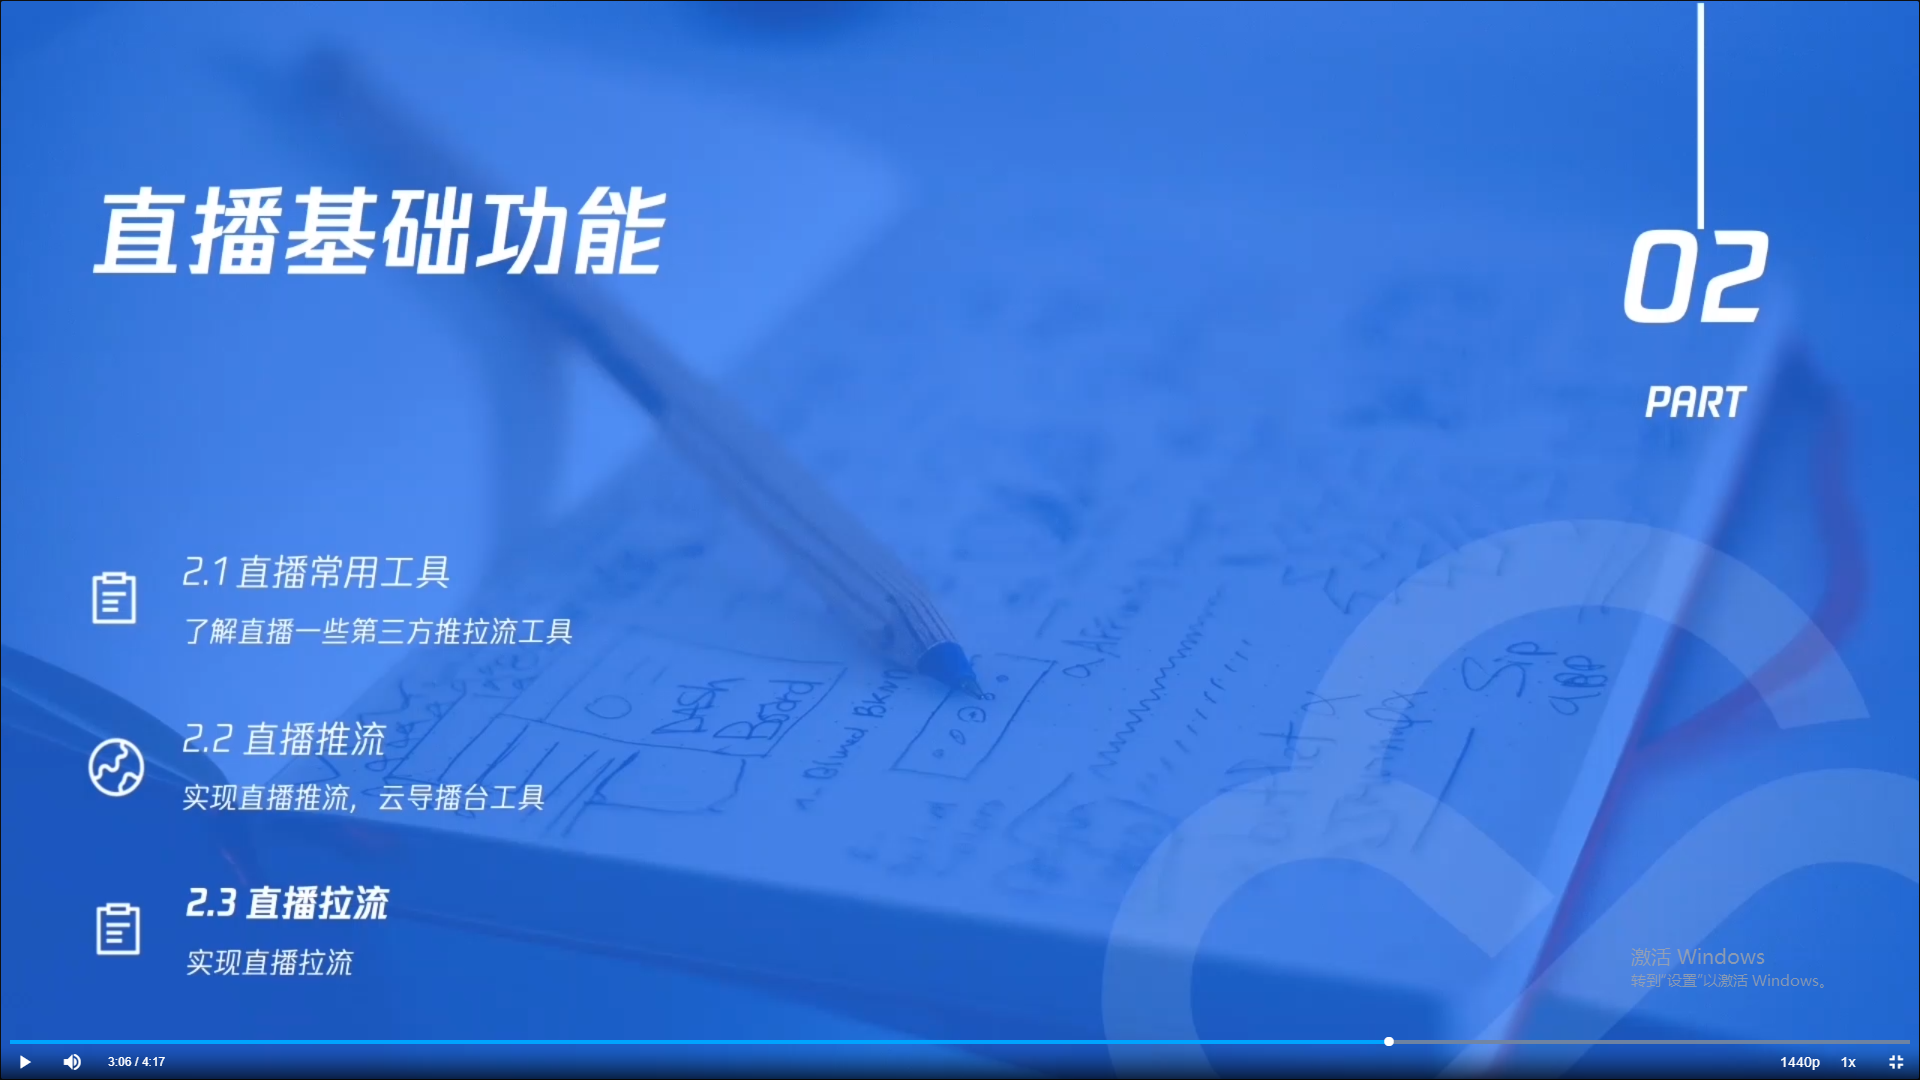 直播基础功能
02
PART
2.1 直播常用工具
了解直播一些第三方推拉流工具
2.2 直播推流
实现直播推流，云导播台工具
2.3 直播拉流
实现直播拉流
Dash
Board
Sip
激活 Windows
转到“设置”以激活 Windows。
3:06 / 4:17
1440p
1x